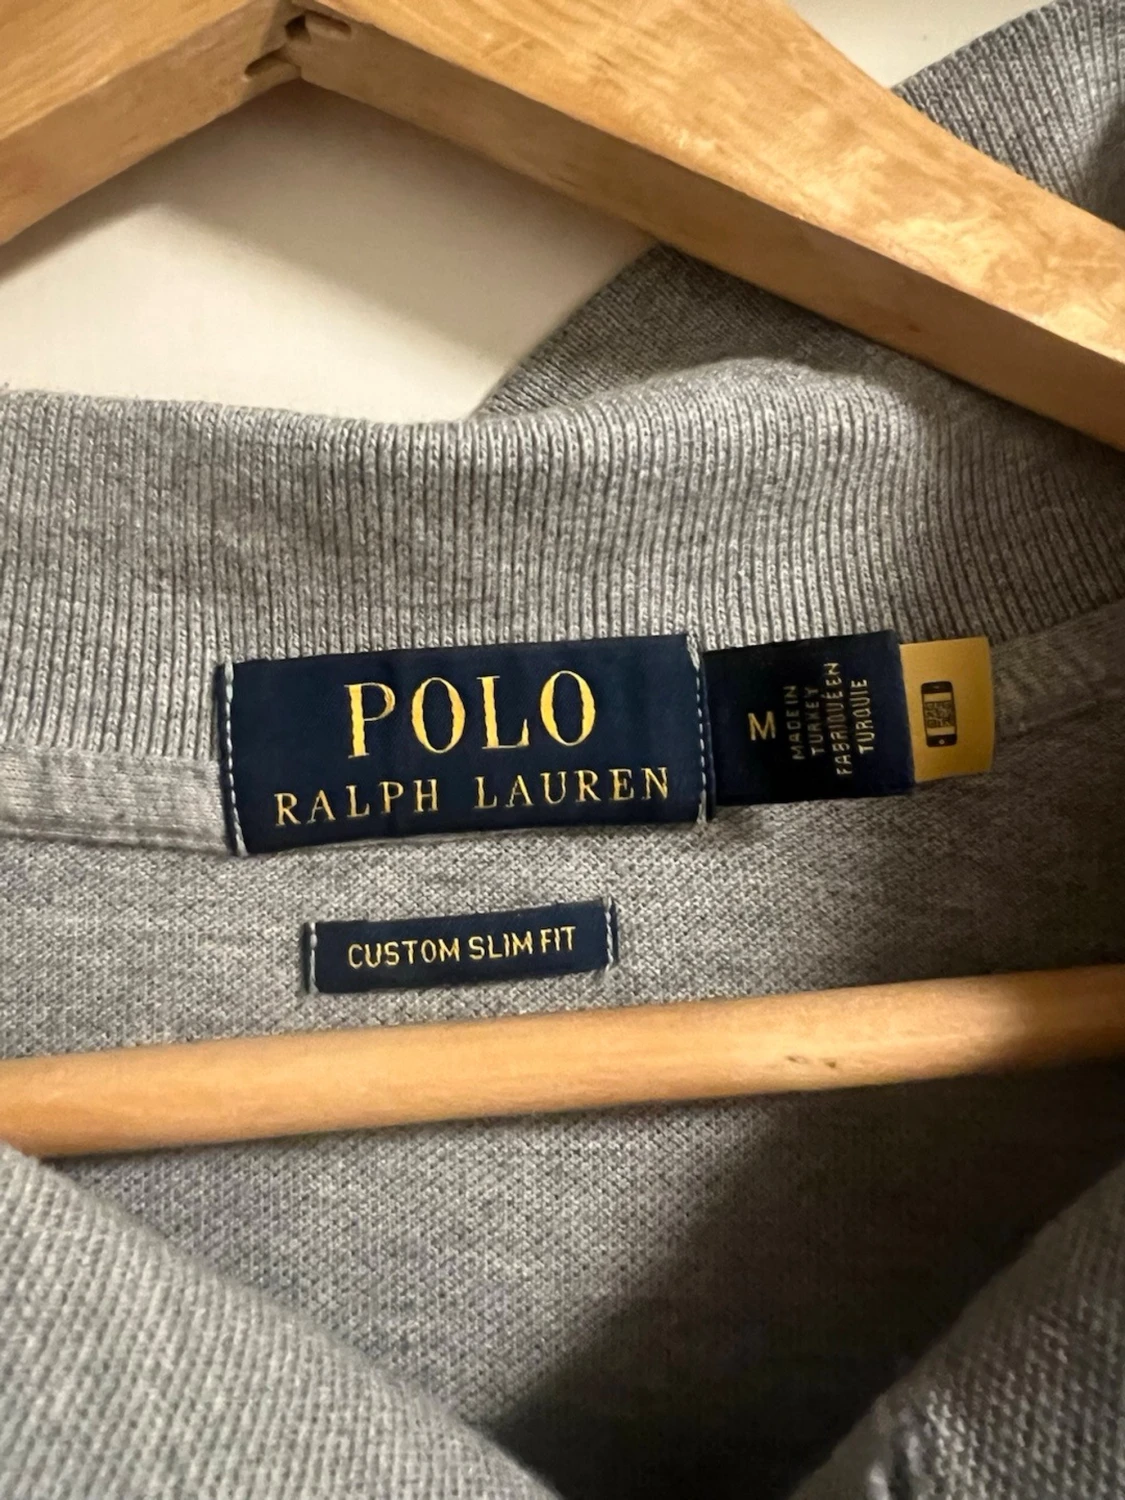 POLO
RALPH LAUREN
M
MADE IN
TURKEY
FABRIQUÉ EN
TURQUIE
CUSTOM SLIM FIT